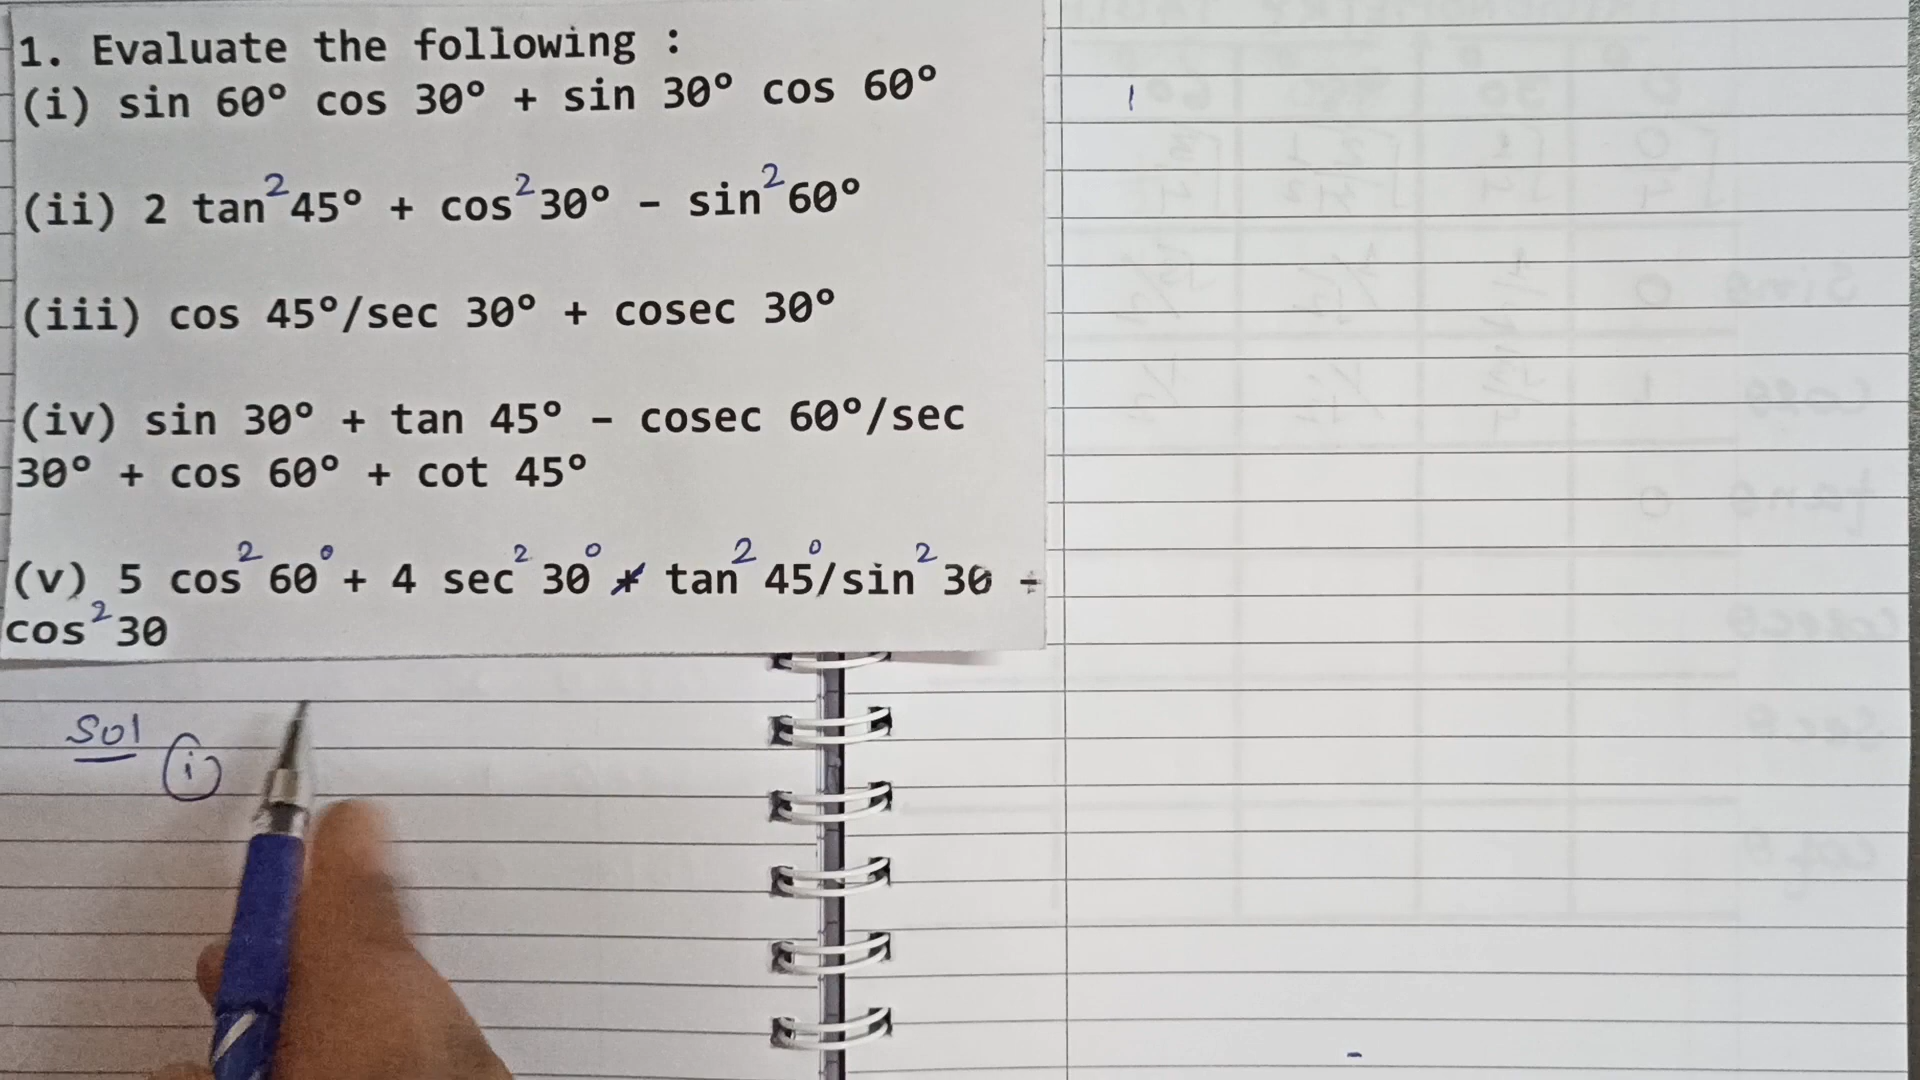 1. Evaluate the following :
(i) sin 60° cos 30° + sin 30° cos 60°
(ii) 2 tan²45° + cos²30° - sin²60°
(iii) cos 45°/sec 30° + cosec 30°
(iv) sin 30° + tan 45° - cosec 60°/sec
30° + cos 60° + cot 45°
(v) 5 cos²60° + 4 sec²30° - tan²45°/sin²30 +
cos²30
Sol (i)